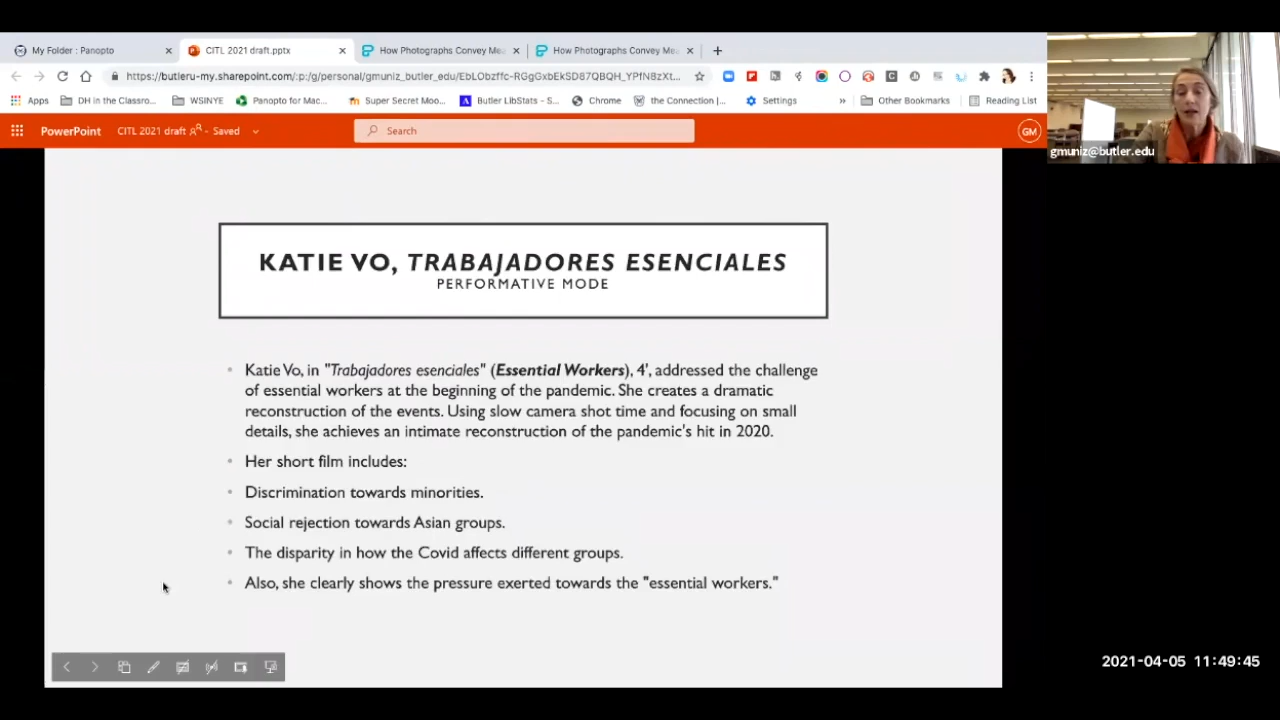 My Folder : Panopto
CITL 2021 draft.pptx
How Photographs Convey Mea
How Photographs Convey Mea
https://butleru-my.sharepoint.com/:p:/g/personal/gmuniz_butler_edu/EbLObzffc-RGgGxbEkSD87QBQH_YPfN8zXt...
Apps
DH in the Classro...
WSINYE
Panopto for Mac...
Super Secret Moo...
Butler LibStats - S...
Chrome
the Connection |...
Settings
»
Other Bookmarks
Reading List
PowerPoint
CITL 2021 draft
- Saved
Search
GM
gmuniz@butler.edu
KATIE VO, TRABAJADORES ESENCIALES
PERFORMATIVE MODE
• Katie Vo, in "Trabajadores esenciales" (Essential Workers), 4', addressed the challenge
of essential workers at the beginning of the pandemic. She creates a dramatic
reconstruction of the events. Using slow camera shot time and focusing on small
details, she achieves an intimate reconstruction of the pandemic's hit in 2020.
• Her short film includes:
• Discrimination towards minorities.
• Social rejection towards Asian groups.
• The disparity in how the Covid affects different groups.
• Also, she clearly shows the pressure exerted towards the "essential workers."
2021-04-05 11:49:45